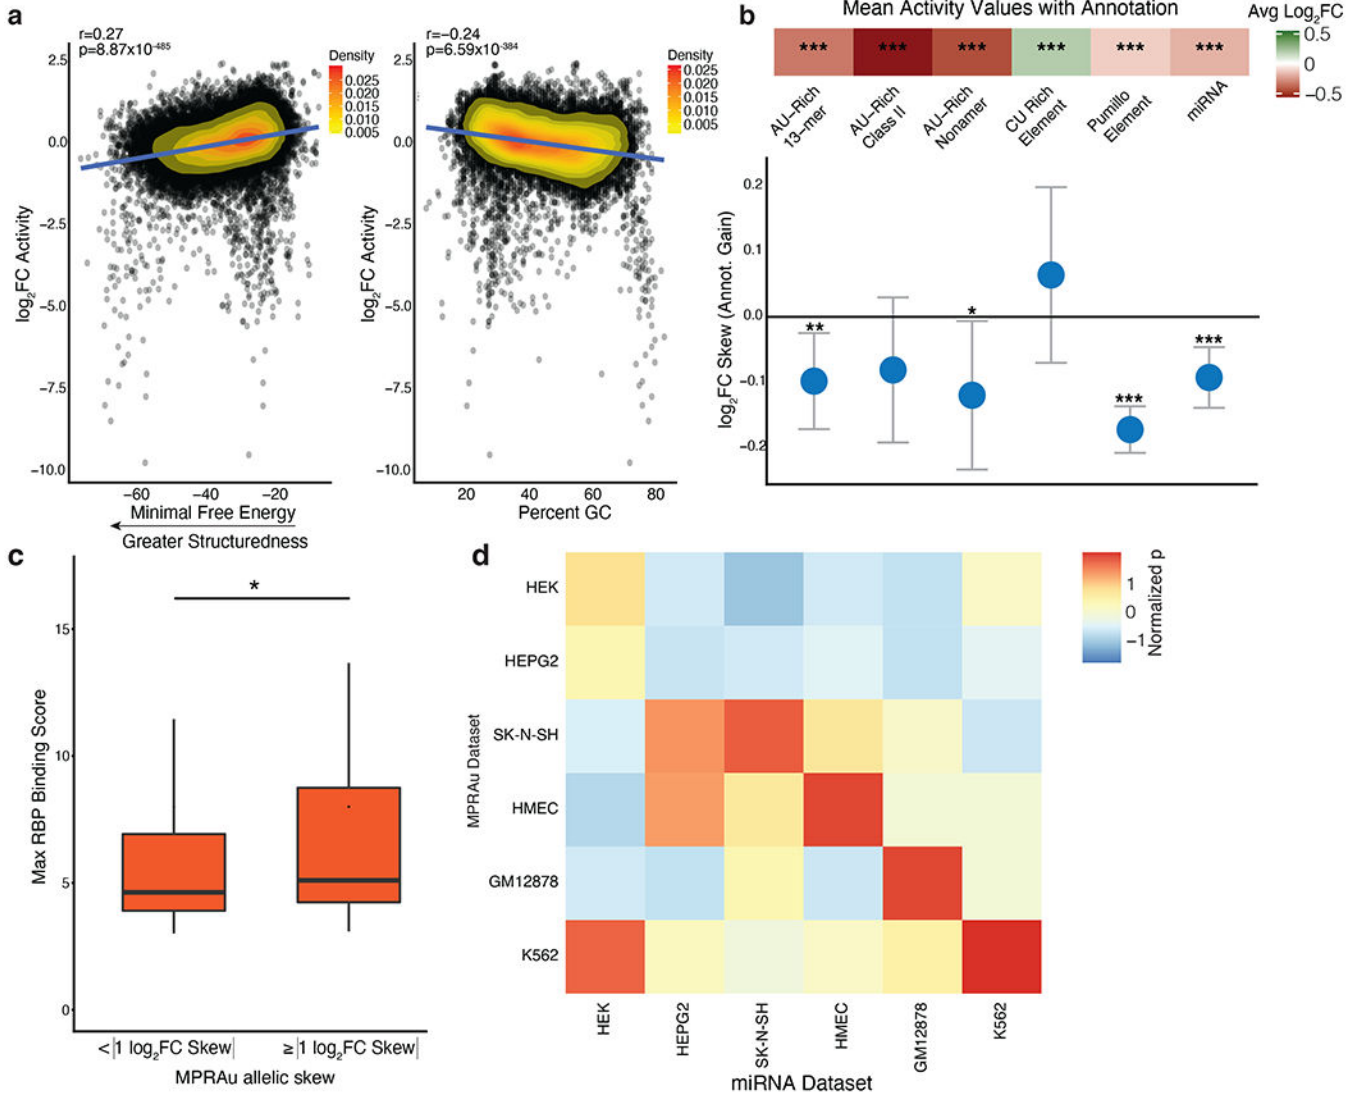 a
r=0.27
p=8.87x10-485
2.5
0.0
−2.5
−5.0
−7.5
−10.0
log2FC Activity
Density
0.025
0.020
0.015
0.010
0.005
−60 −40 −20
Minimal Free Energy
Greater Structuredness
r=−0.24
p=6.59x10-384
2.5
0.0
−2.5
−5.0
−7.5
−10.0
log2FC Activity
Density
0.025
0.020
0.015
0.010
0.005
20 40 60 80
Percent GC
b
Mean Activity Values with Annotation
*** *** *** *** *** ***
AU−Rich
13−mer
AU−Rich
Class II
AU−Rich
Nonamer
CU Rich
Element
Pumillo
Element
miRNA
Avg Log2FC
0.5
0
−0.5
0.2
0.1
0.0
−0.1
−0.2
log2FC Skew (Annot. Gain)
** * *** ***
c
*
15
10
5
0
Max RBP Binding Score
<|1 log2FC Skew| ≥|1 log2FC Skew|
MPRAu allelic skew
d
HEK
HEPG2
SK-N-SH
HMEC
GM12878
K562
MPRAu Dataset
HEK HEPG2 SK-N-SH HMEC GM12878 K562
miRNA Dataset
1
0
−1
Normalized p